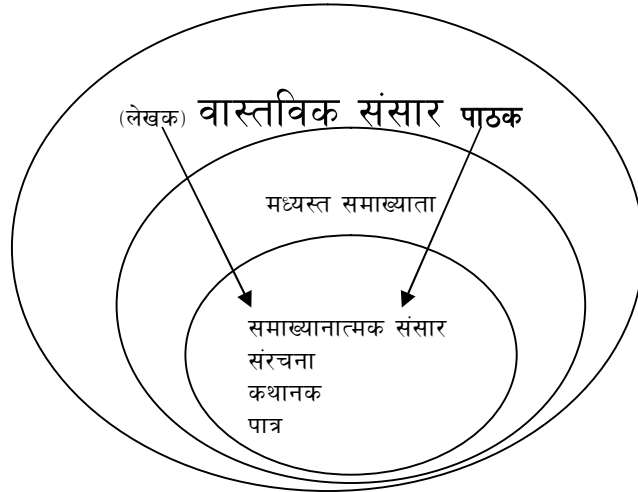 (लेखक) वास्तविक संसार पाठक
मध्यस्त समाख्याता
समाख्यानात्मक संसार
संरचना
कथानक
पात्र